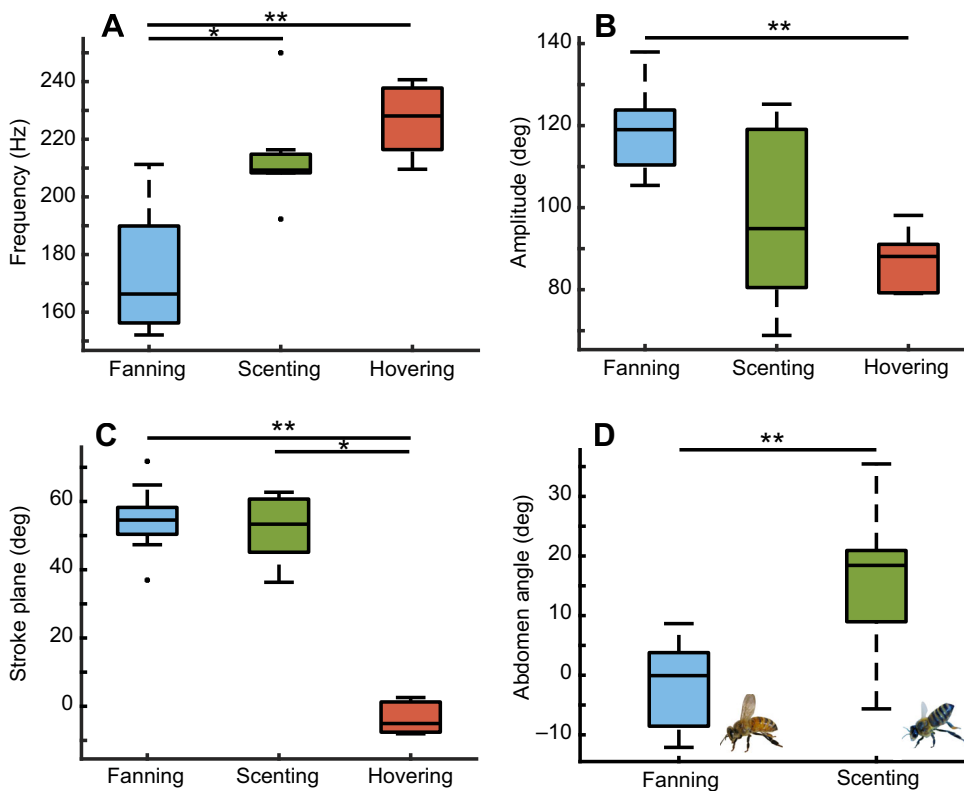 A
**
*
Frequency (Hz)
240
220
200
180
160
Fanning Scenting Hovering
B
**
Amplitude (deg)
140
120
100
80
Fanning Scenting Hovering
C
**
*
Stroke plane (deg)
60
40
20
0
Fanning Scenting Hovering
D
**
Abdomen angle (deg)
30
20
10
0
–10
Fanning Scenting